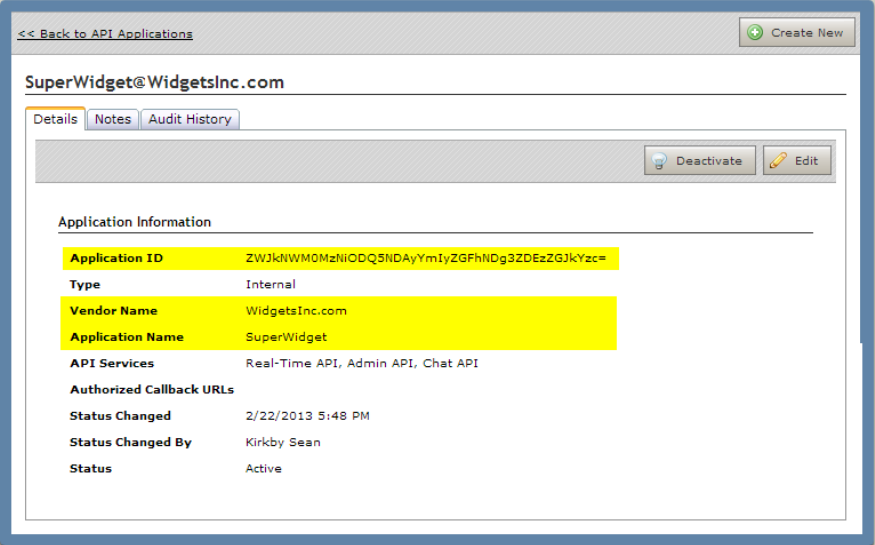 << Back to API Applications
Create New
SuperWidget@WidgetsInc.com
Details Notes Audit History
Deactivate Edit
Application Information
Application ID ZWJkNWM0MzNiODQ5NDAyYmIyZGFhNDg3ZDEzZGJkYzc=
Type Internal
Vendor Name WidgetsInc.com
Application Name SuperWidget
API Services Real-Time API, Admin API, Chat API
Authorized Callback URLs
Status Changed 2/22/2013 5:48 PM
Status Changed By Kirkby Sean
Status Active